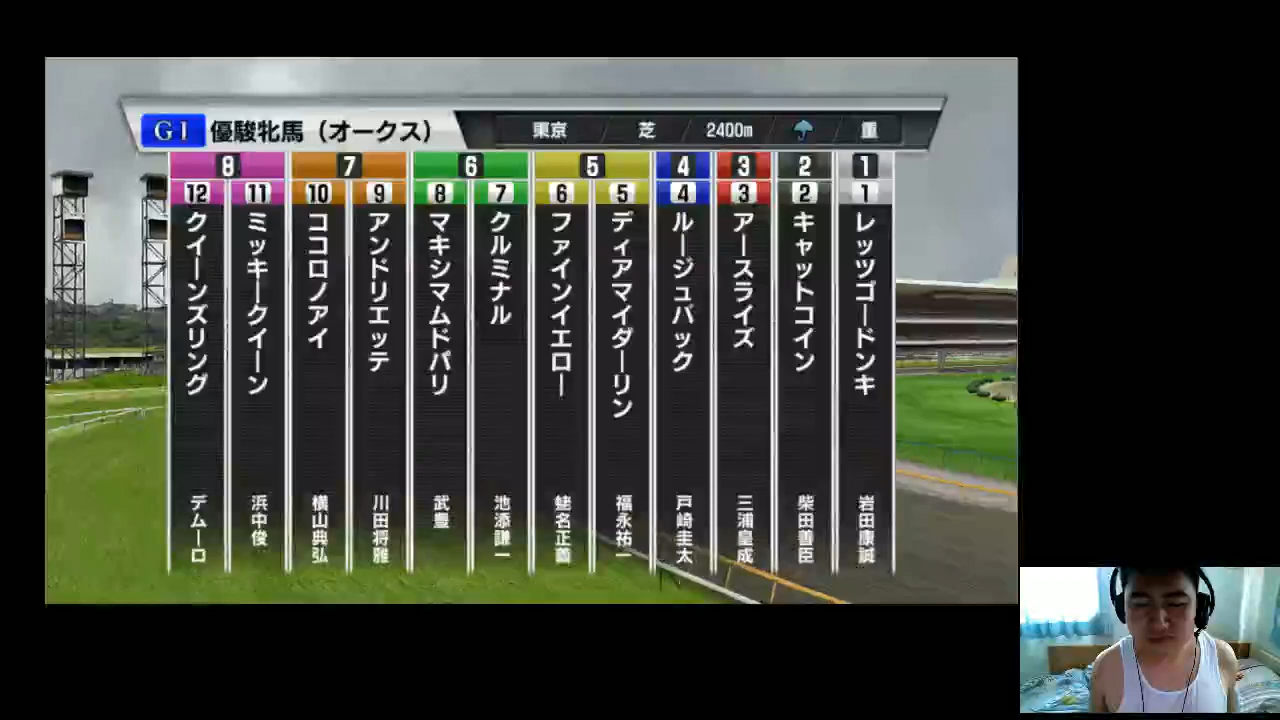 G1 優駿牝馬（オークス） 東京 芝 2400m 重
8 7 6 5 4 3 2 1
12 11 10 9 8 7 6 5 4 3 2 1
レッツゴードンキ
岩田康誠
キャットコイン
柴田善臣
アースライズ
三浦皇成
ルージュバック
戸崎圭太
ディアマイダーリン
福永祐一
ファインイエロー
蛯名正義
クルミナル
池添謙一
マキシマムドパリ
武豊
アンドリエッテ
川田将雅
ココロノアイ
横山典弘
ミッキークイーン
浜中俊
クイーンズリング
デムーロ